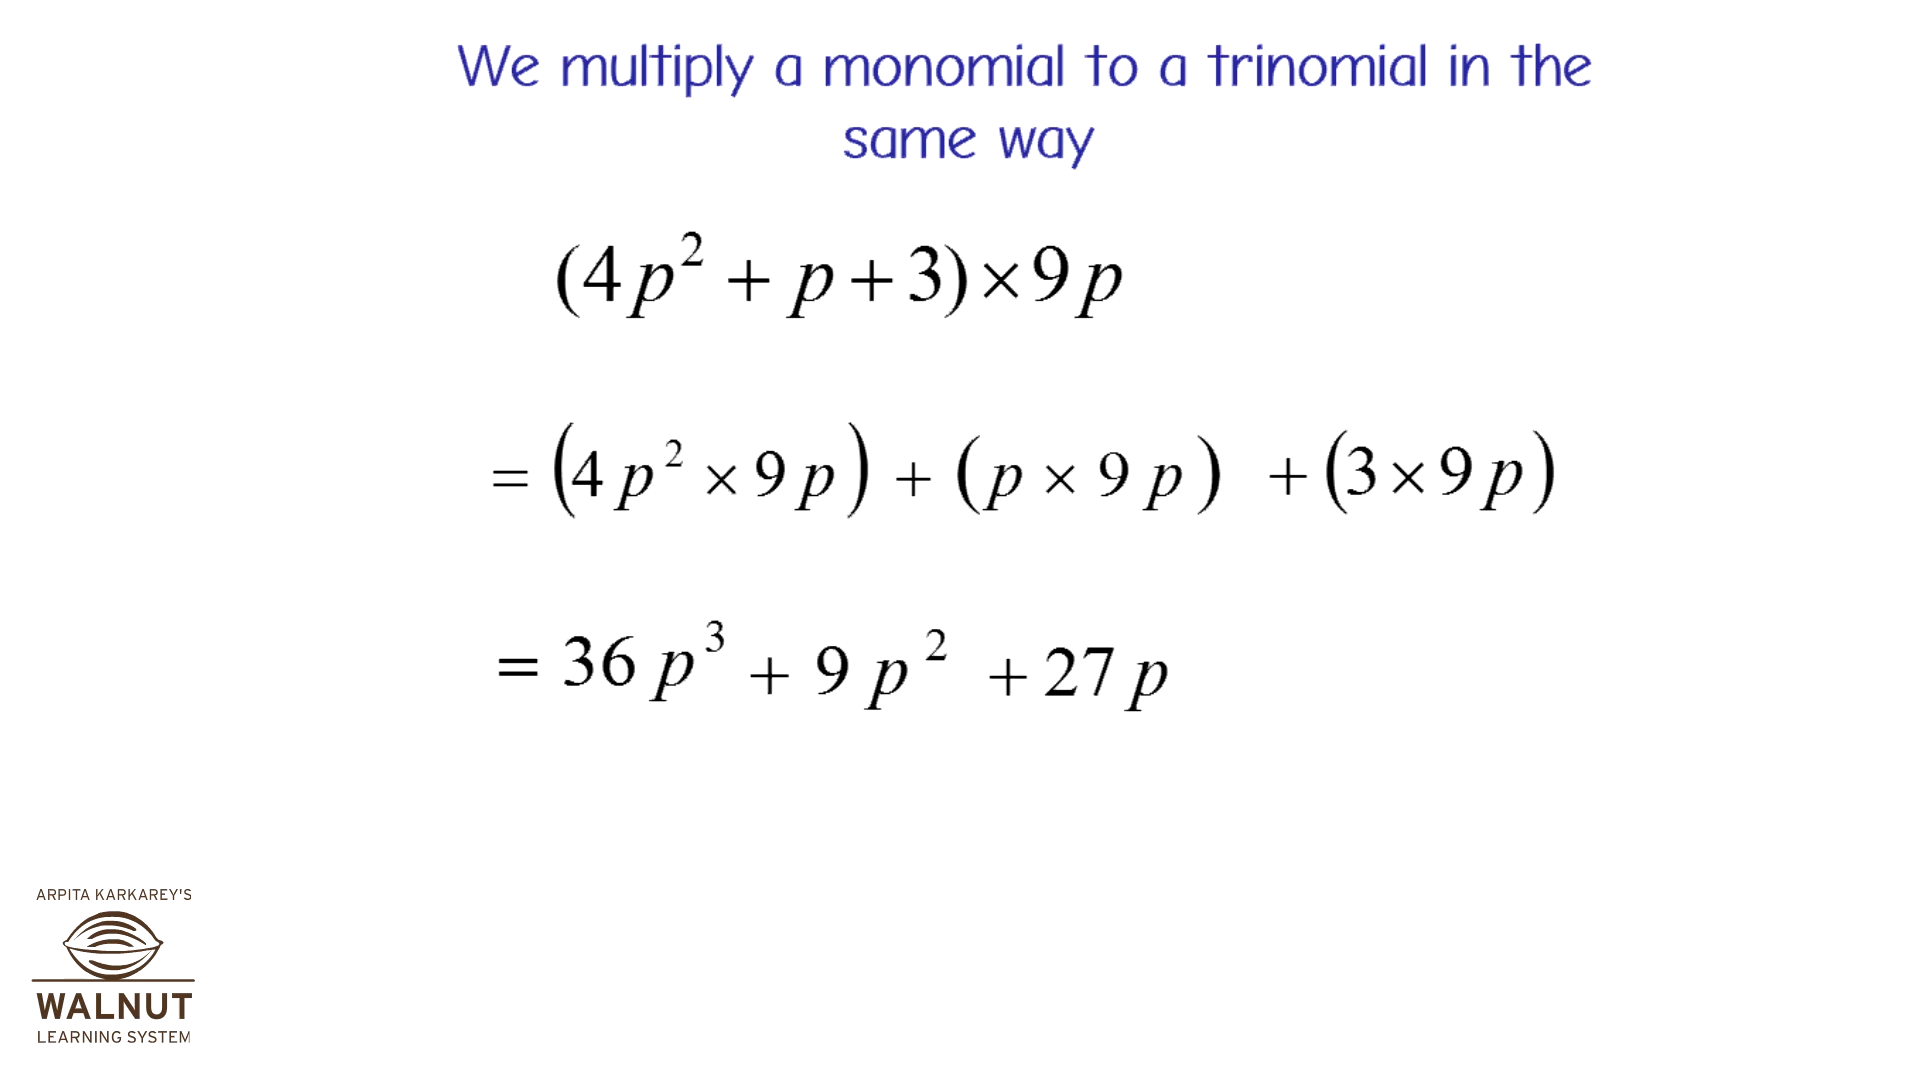 We multiply a monomial to a trinomial in the
same way
(4p² + p + 3) × 9p
= (4p² × 9p) + (p × 9p) + (3 × 9p)
= 36p³ + 9p² + 27p
ARPITA KARKAREY'S
WALNUT
LEARNING SYSTEM